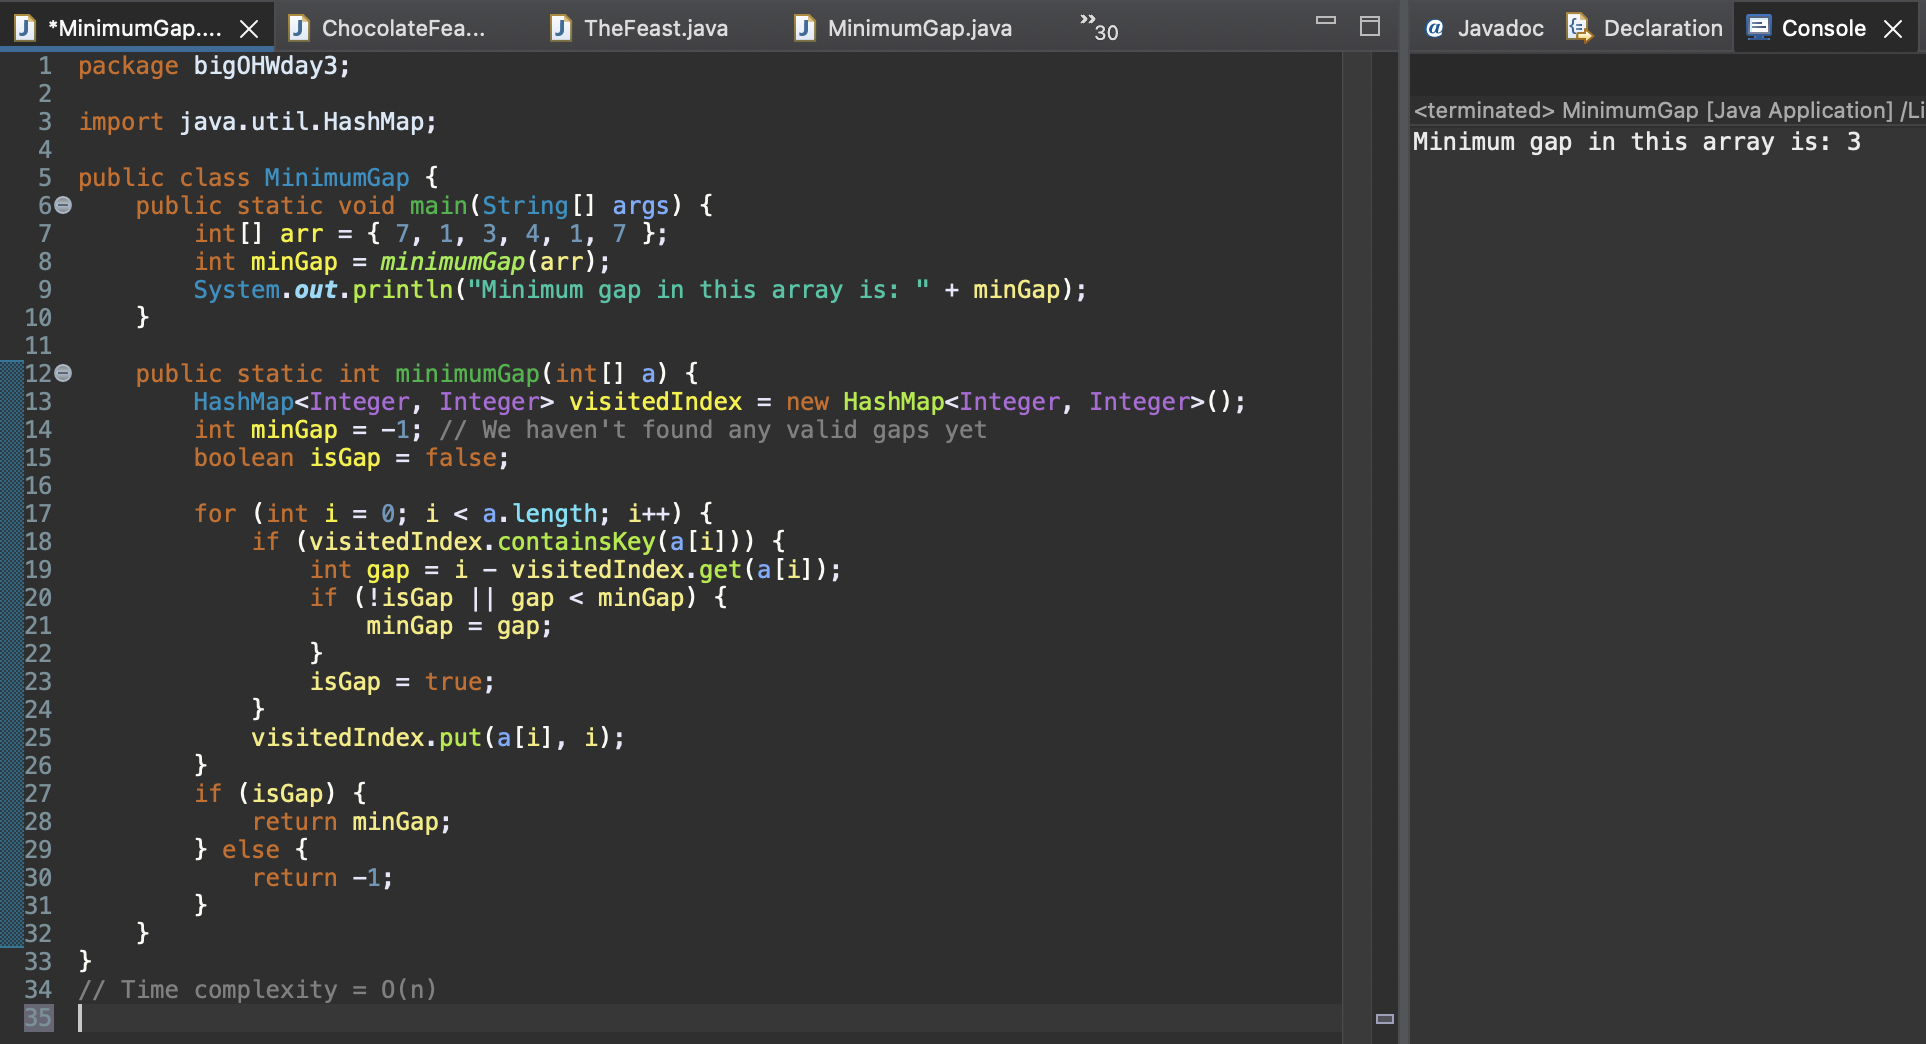 *MinimumGap....
ChocolateFea...
TheFeast.java
MinimumGap.java
»30
@ Javadoc
Declaration
Console
<terminated> MinimumGap [Java Application] /Li
Minimum gap in this array is: 3
1 package bigOHWday3;
2
3 import java.util.HashMap;
4
5 public class MinimumGap {
6     public static void main(String[] args) {
7         int[] arr = { 7, 1, 3, 4, 1, 7 };
8         int minGap = minimumGap(arr);
9         System.out.println("Minimum gap in this array is: " + minGap);
10     }
11
12     public static int minimumGap(int[] a) {
13         HashMap<Integer, Integer> visitedIndex = new HashMap<Integer, Integer>();
14         int minGap = -1; // We haven't found any valid gaps yet
15         boolean isGap = false;
16
17         for (int i = 0; i < a.length; i++) {
18             if (visitedIndex.containsKey(a[i])) {
19                 int gap = i - visitedIndex.get(a[i]);
20                 if (!isGap || gap < minGap) {
21                     minGap = gap;
22                 }
23                 isGap = true;
24             }
25             visitedIndex.put(a[i], i);
26         }
27         if (isGap) {
28             return minGap;
29         } else {
30             return -1;
31         }
32     }
33 }
34 // Time complexity = O(n)
35